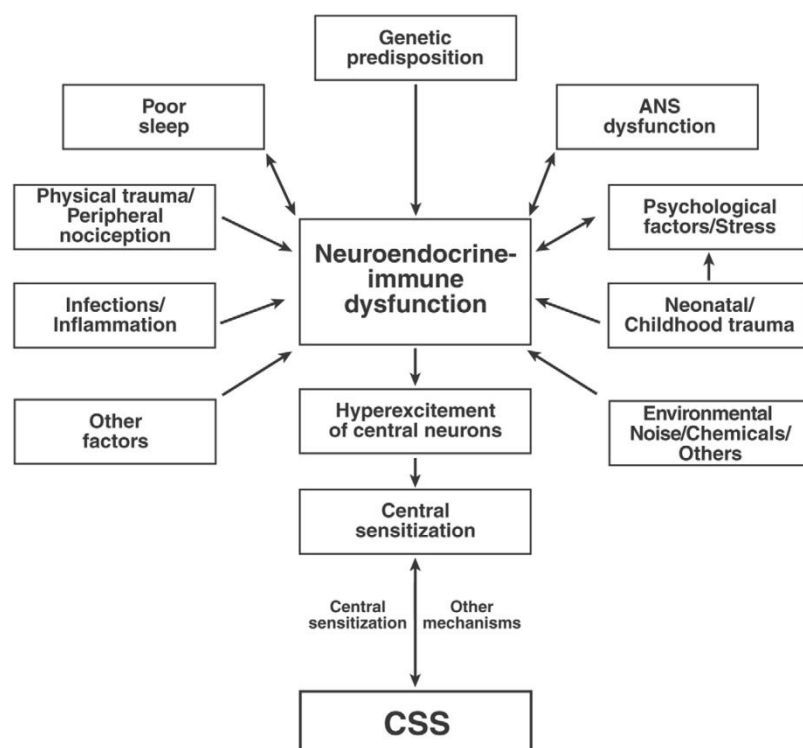 Genetic
predisposition
Poor
sleep
ANS
dysfunction
Physical trauma/
Peripheral
nociception
Neuroendocrine-
immune
dysfunction
Psychological
factors/Stress
Infections/
Inflammation
Neonatal/
Childhood trauma
Other
factors
Hyperexcitement
of central neurons
Environmental
Noise/Chemicals/
Others
Central
sensitization
Central
sensitization
Other
mechanisms
CSS